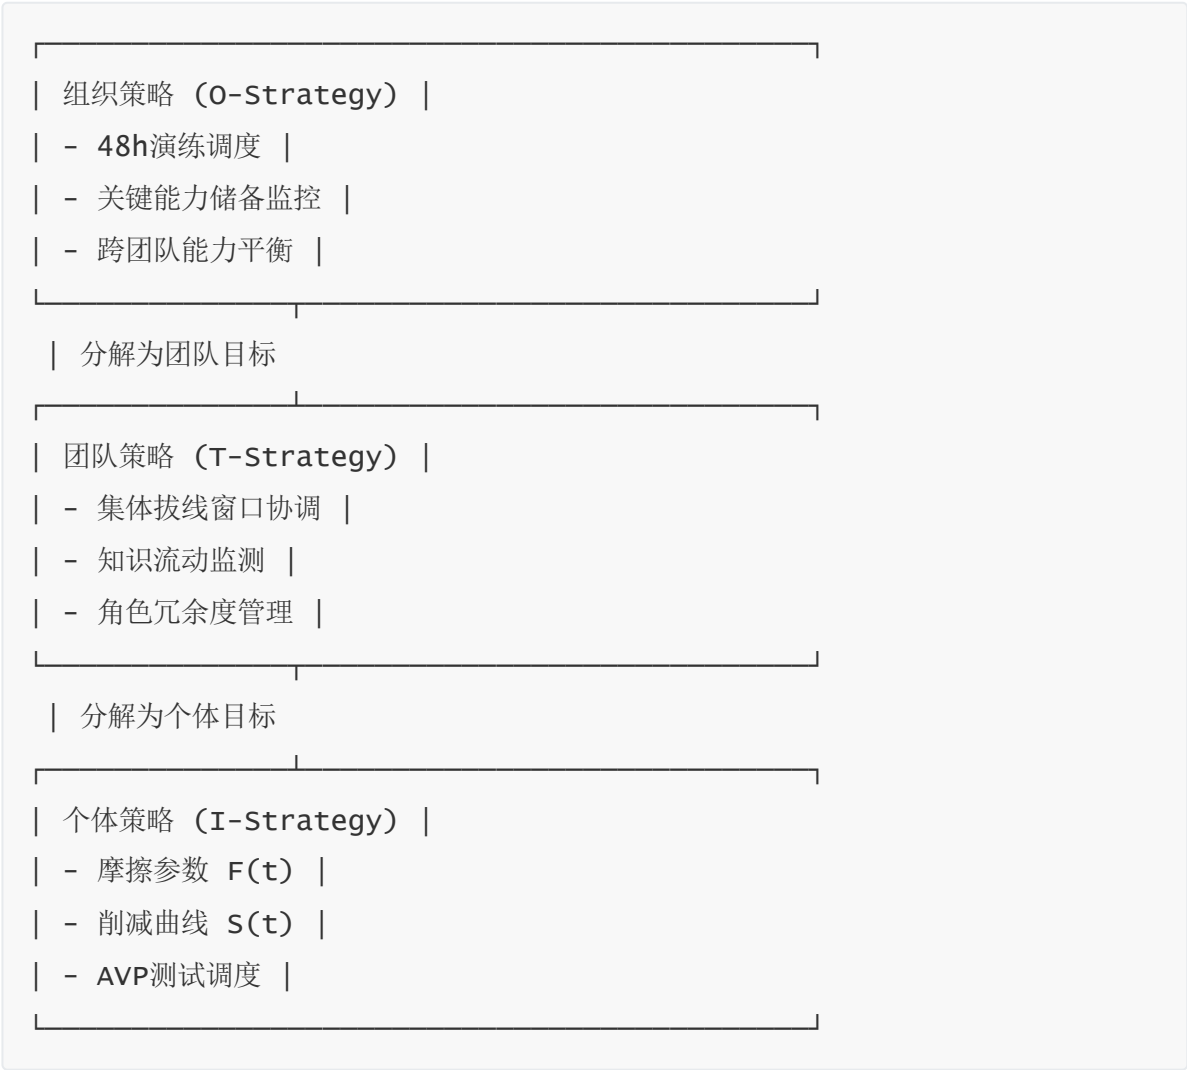 ┌──────────────────────────────────────────────┐
│ 组织策略 (O-Strategy) │
│ - 48h演练调度 │
│ - 关键能力储备监控 │
│ - 跨团队能力平衡 │
└───────────────┬──────────────────────────────┘
│ 分解为团队目标
┌───────────────┴──────────────────────────────┐
│ 团队策略 (T-Strategy) │
│ - 集体拔线窗口协调 │
│ - 知识流动监测 │
│ - 角色冗余度管理 │
└───────────────┬──────────────────────────────┘
│ 分解为个体目标
┌───────────────┴──────────────────────────────┐
│ 个体策略 (I-Strategy) │
│ - 摩擦参数 F(t) │
│ - 削减曲线 S(t) │
│ - AVP测试调度 │
└──────────────────────────────────────────────┘